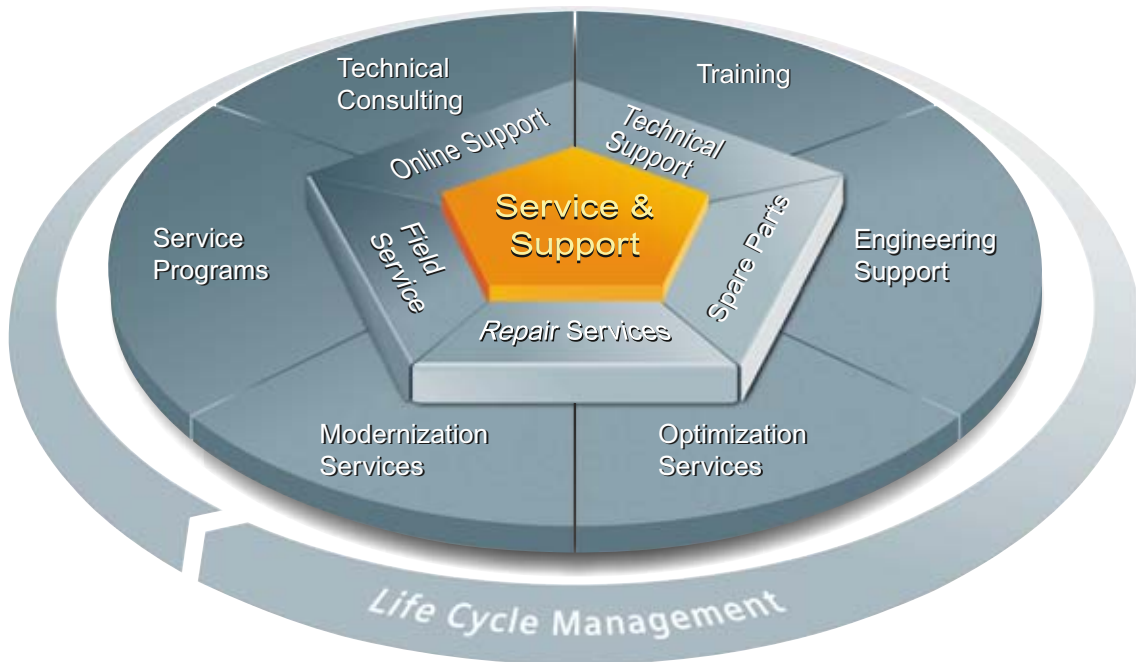 Technical
Consulting
Training
Online Support
Technical
Support
Service &
Support
Service
Programs
Field
Service
Spare Parts
Engineering
Support
Repair Services
Modernization
Services
Optimization
Services
Life Cycle Management